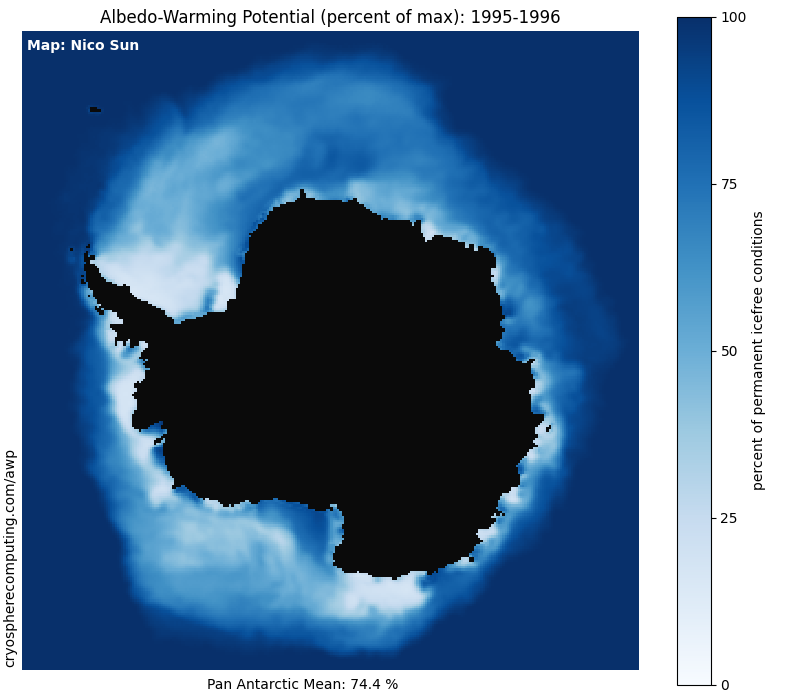 Albedo-Warming Potential (percent of max): 1995-1996
Map: Nico Sun
cryospherecomputing.com/awp
Pan Antarctic Mean: 74.4 %
100
75
50
25
0
percent of permanent icefree conditions